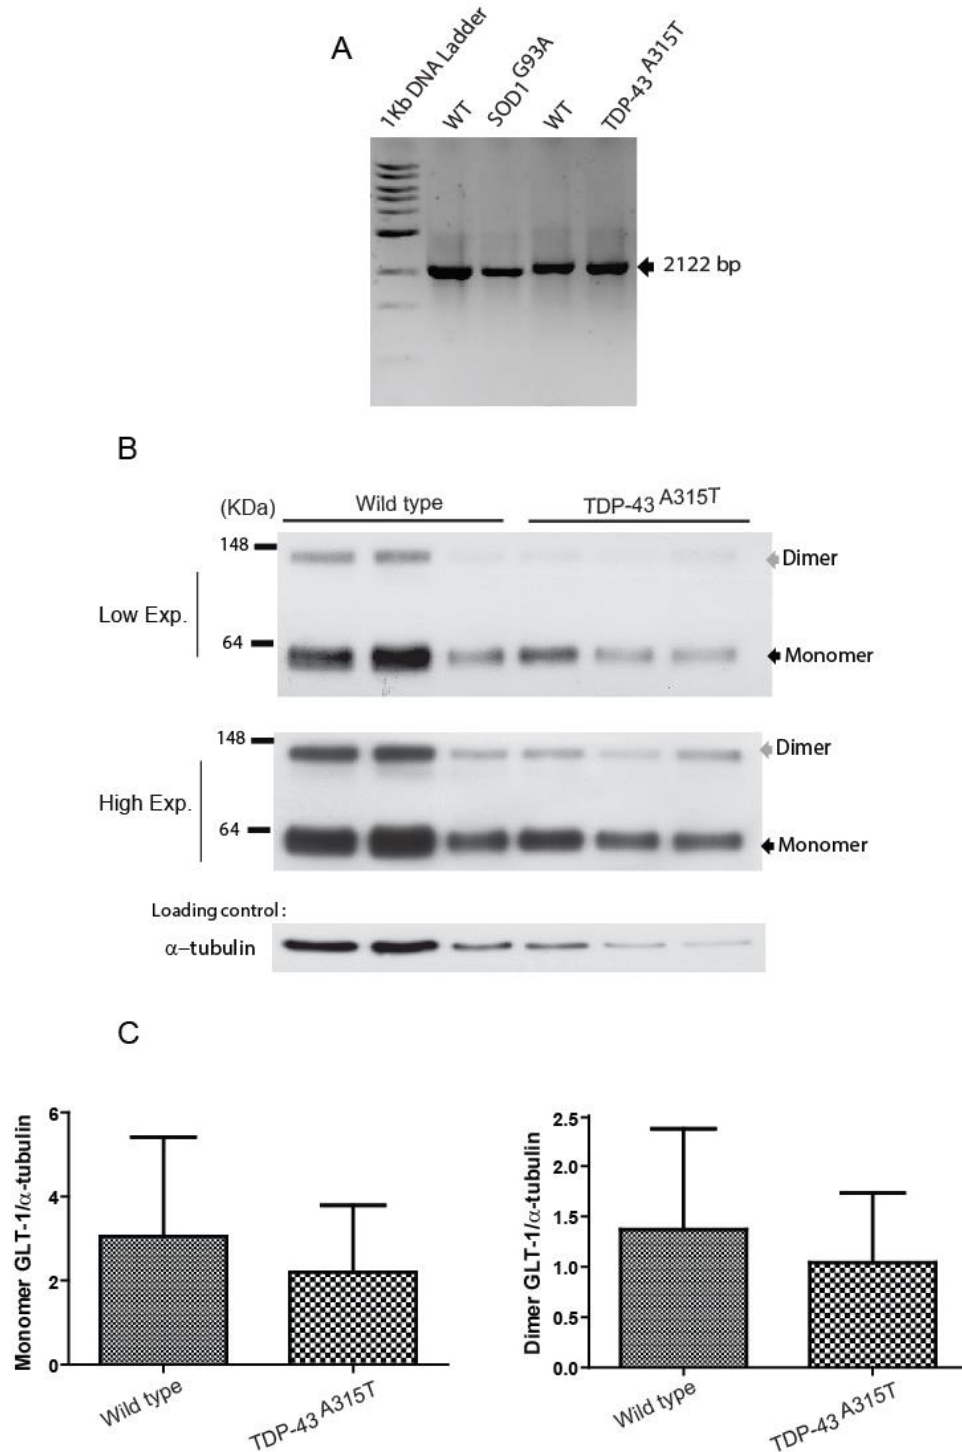 A
1Kb DNA Ladder
WT
SOD1 G93A
WT
TDP-43 A315T
2122 bp
B
(KDa)
Wild type
TDP-43 A315T
148
Dimer
Low Exp.
64
Monomer
148
Dimer
High Exp.
64
Monomer
Loading control :
α−tubulin
C
Monomer GLT-1/α-tubulin
6
4
2
0
Wild type
TDP-43 A315T
Dimer GLT-1/α-tubulin
2.5
2.0
1.5
1.0
0.5
0.0
Wild type
TDP-43 A315T